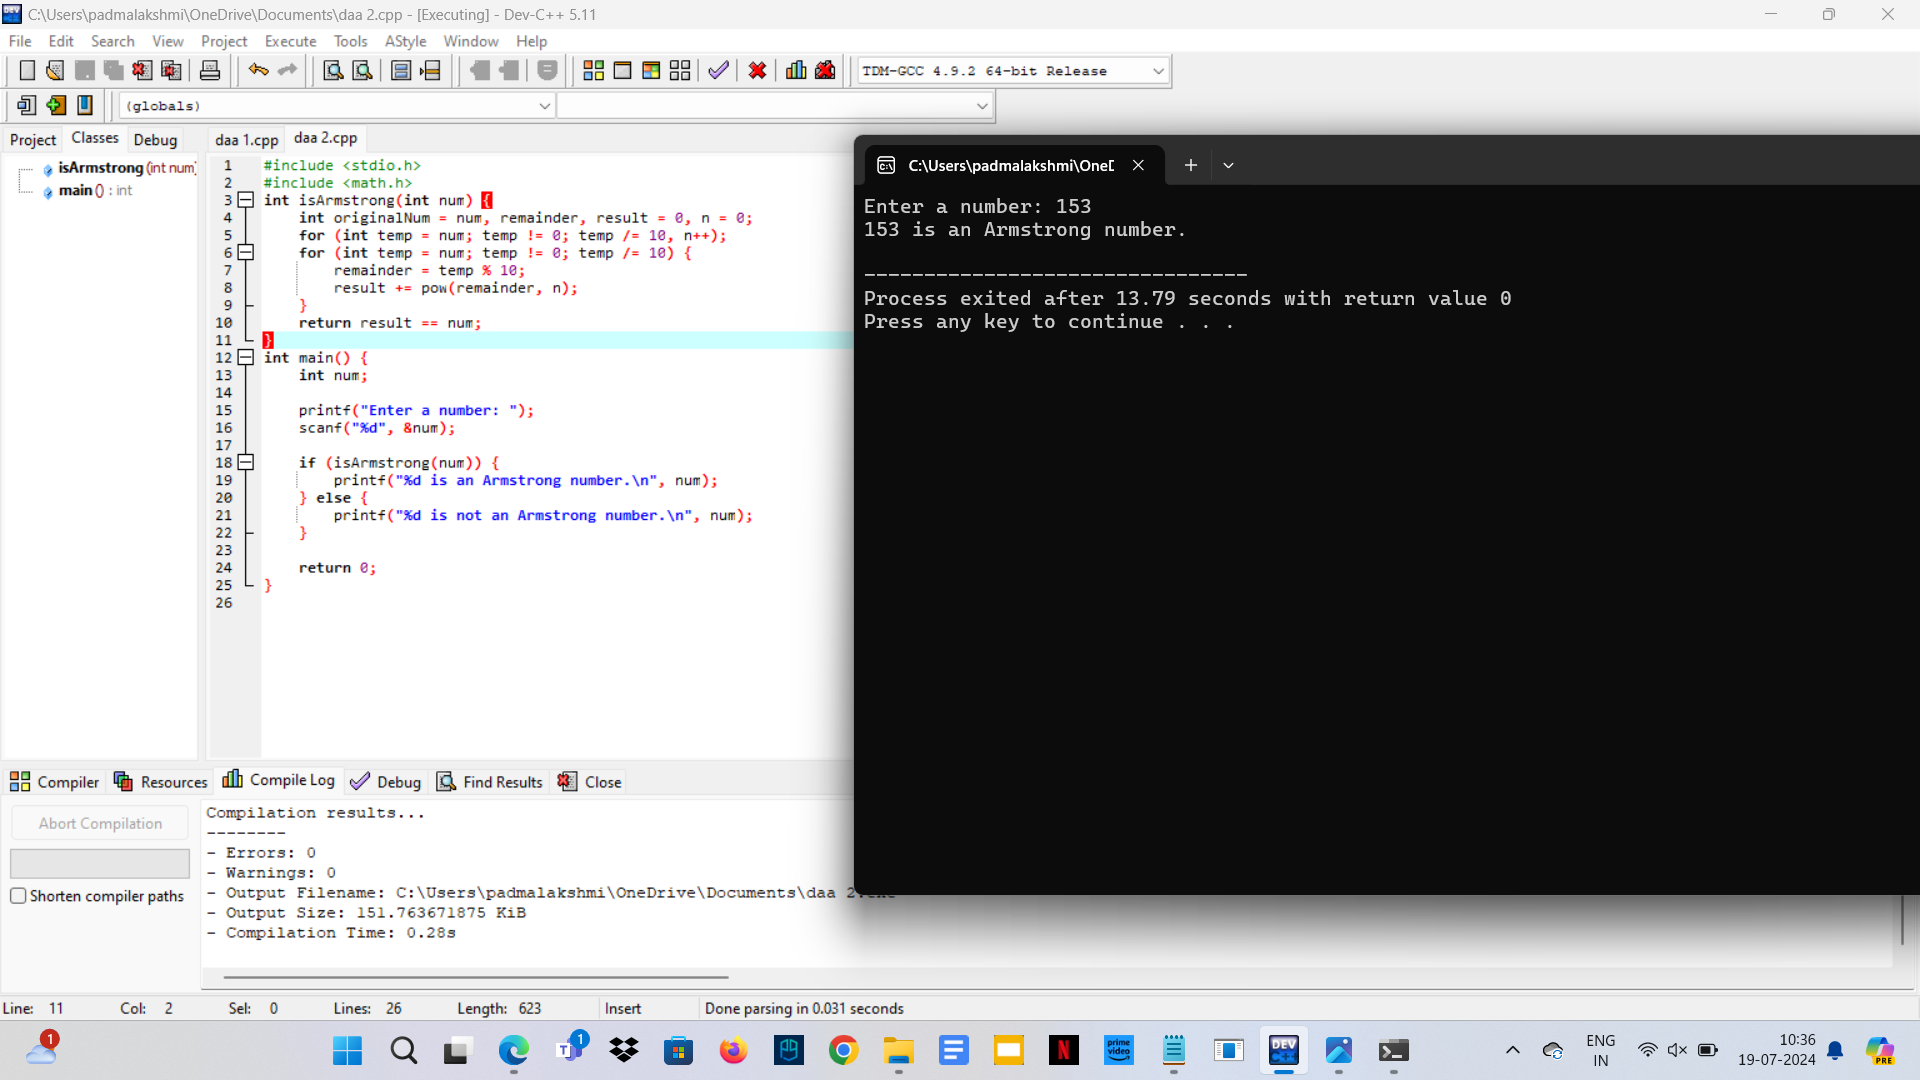 C:\Users\padmalakshmi\OneDrive\Documents\daa 2.cpp - [Executing] - Dev-C++ 5.11
File Edit Search View Project Execute Tools AStyle Window Help
TDM-GCC 4.9.2 64-bit Release
(globals)
Project Classes Debug
daa 1.cpp daa 2.cpp
isArmstrong (int num)
main () : int
1 #include <stdio.h>
2 #include <math.h>
3 int isArmstrong(int num) {
4 int originalNum = num, remainder, result = 0, n = 0;
5 for (int temp = num; temp != 0; temp /= 10, n++);
6 for (int temp = num; temp != 0; temp /= 10) {
7 remainder = temp % 10;
8 result += pow(remainder, n);
9 }
10 return result == num;
11 }
12 int main() {
13 int num;
14
15 printf("Enter a number: ");
16 scanf("%d", &num);
17
18 if (isArmstrong(num)) {
19 printf("%d is an Armstrong number.\n", num);
20 } else {
21 printf("%d is not an Armstrong number.\n", num);
22 }
23
24 return 0;
25 }
26
C:\Users\padmalakshmi\OneD
Enter a number: 153
153 is an Armstrong number.
--------------------------------
Process exited after 13.79 seconds with return value 0
Press any key to continue . . .
Compiler Resources Compile Log Debug Find Results Close
Abort Compilation
Shorten compiler paths
Compilation results...
--------
- Errors: 0
- Warnings: 0
- Output Filename: C:\Users\padmalakshmi\OneDrive\Documents\daa 2.exe
- Output Size: 151.763671875 KiB
- Compilation Time: 0.28s
Line: 11 Col: 2 Sel: 0 Lines: 26 Length: 623 Insert Done parsing in 0.031 seconds
1
1
prime video
DEV C++
ENG
IN
10:36
19-07-2024
PRE